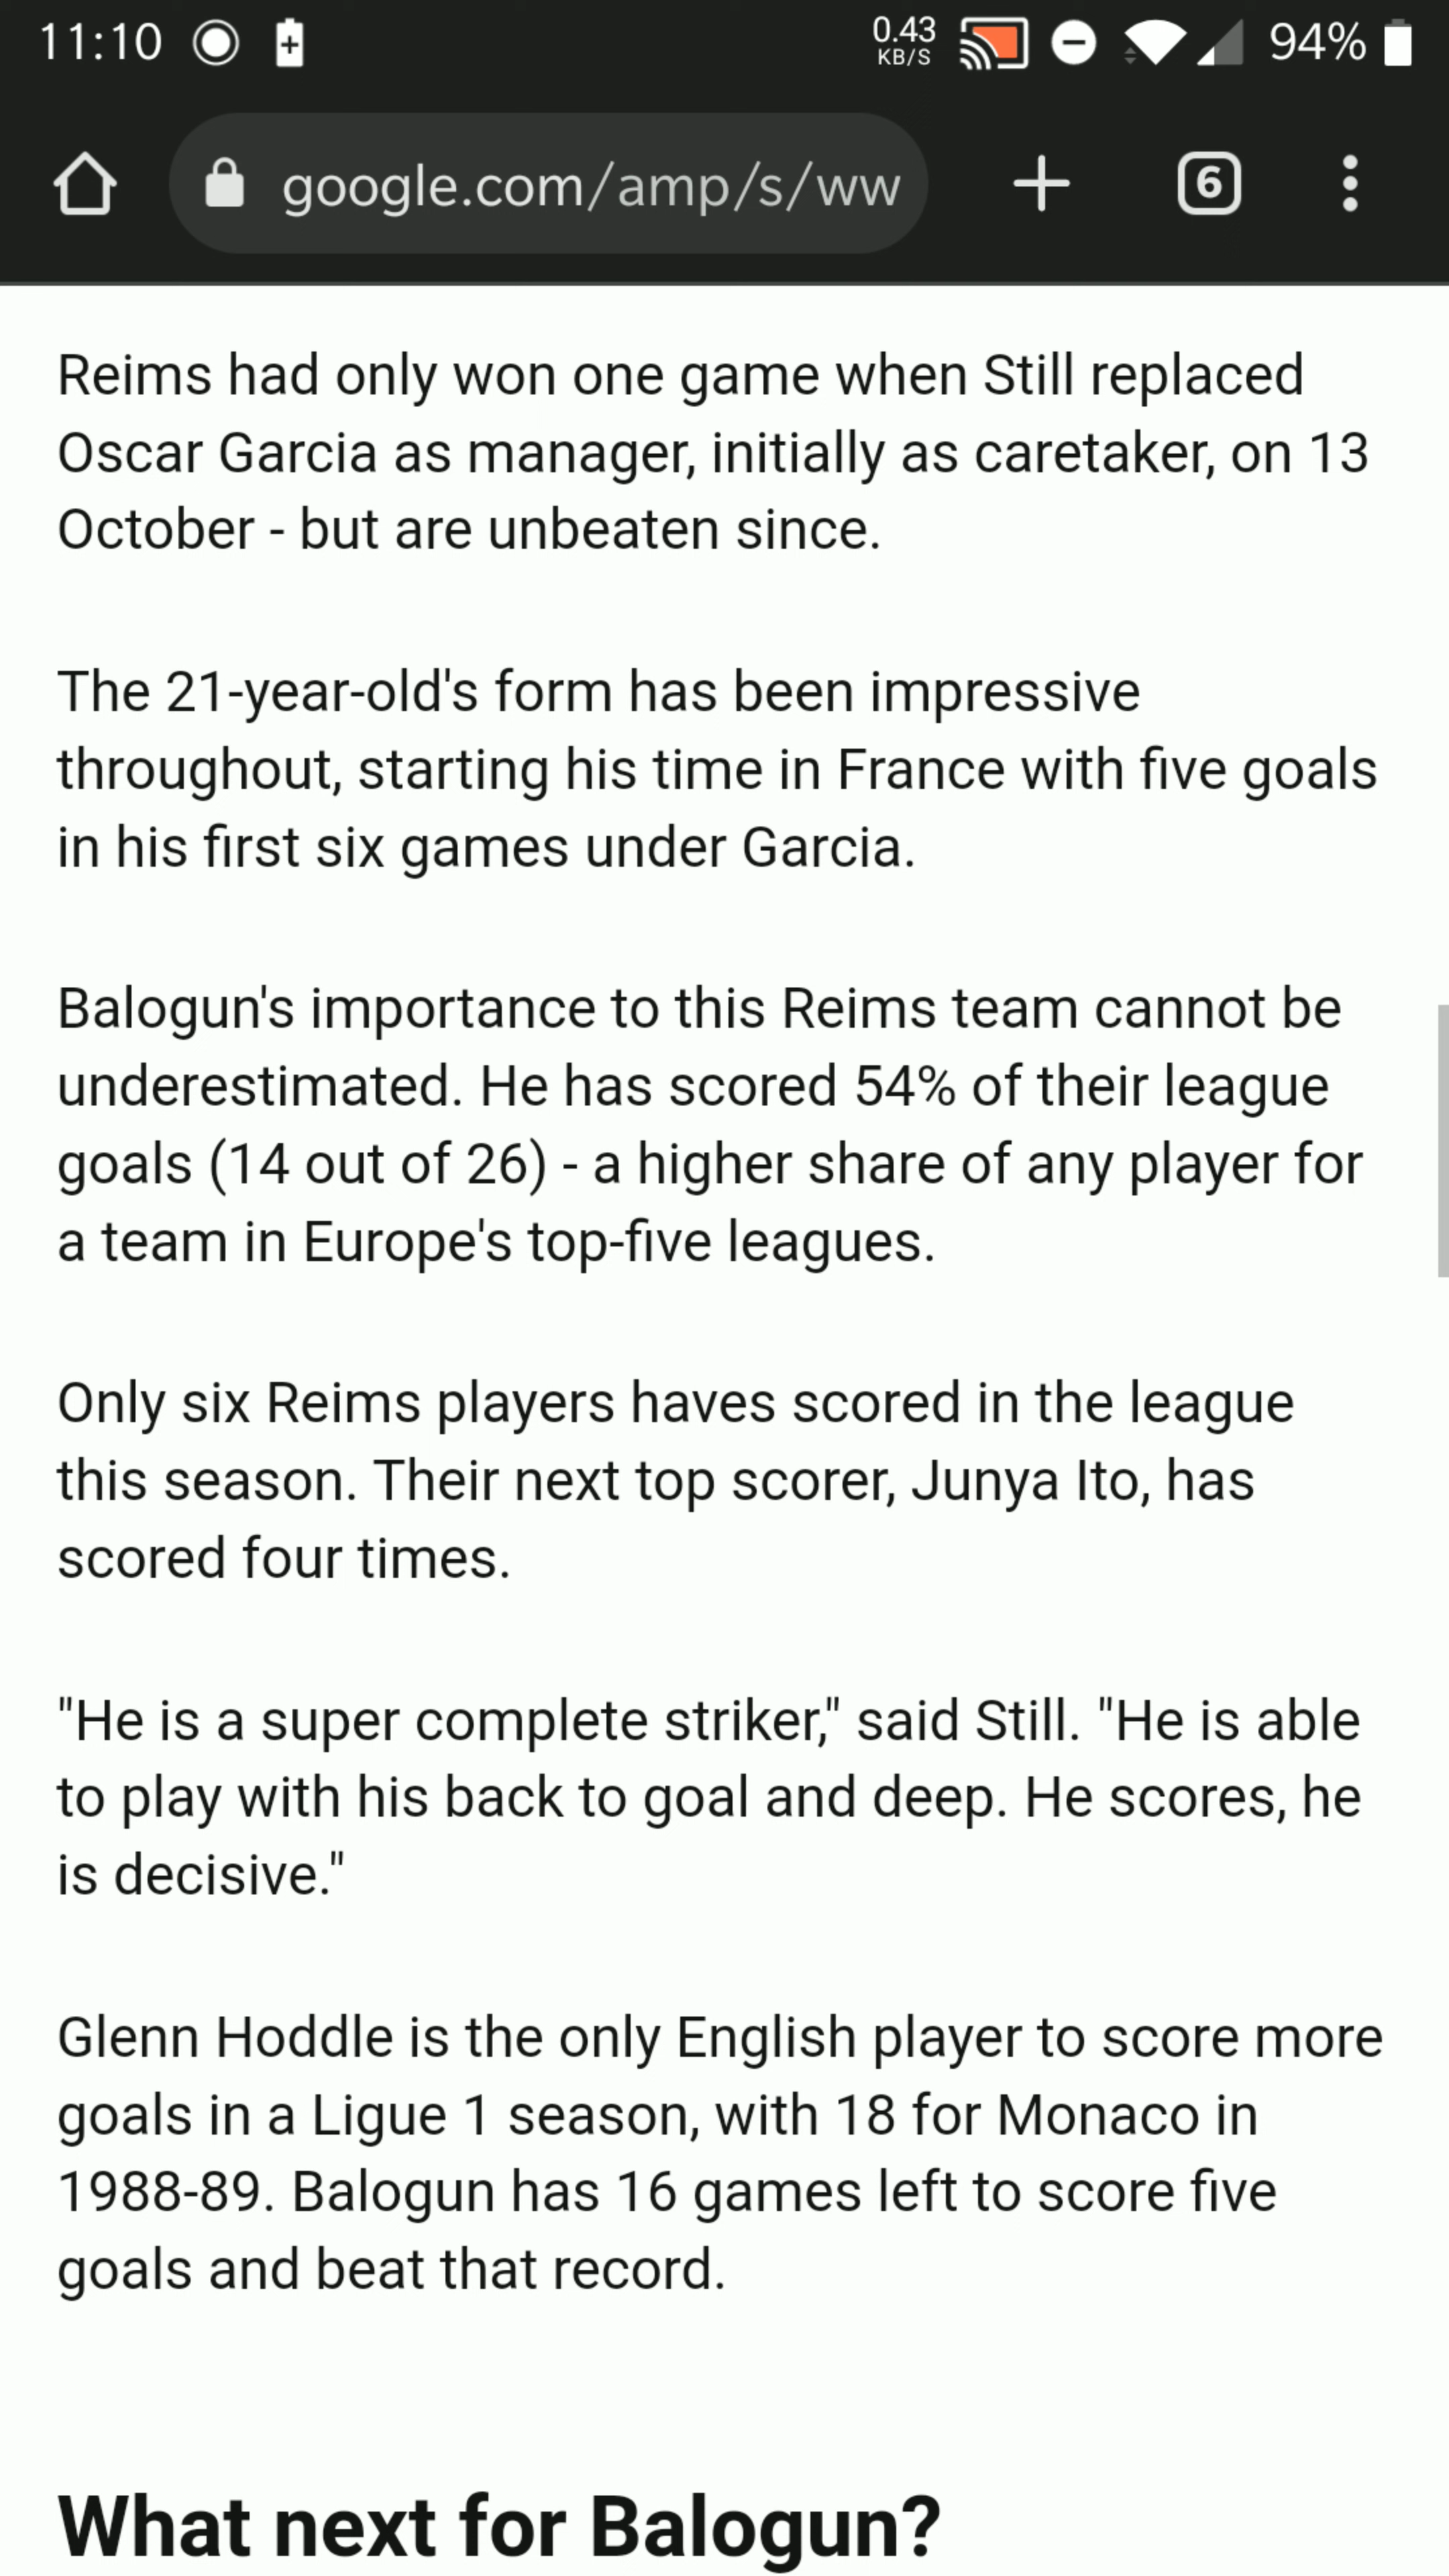 11:10
0.43
KB/S
94%
google.com/amp/s/ww
6
Reims had only won one game when Still replaced
Oscar Garcia as manager, initially as caretaker, on 13
October - but are unbeaten since.
The 21-year-old's form has been impressive
throughout, starting his time in France with five goals
in his first six games under Garcia.
Balogun's importance to this Reims team cannot be
underestimated. He has scored 54% of their league
goals (14 out of 26) - a higher share of any player for
a team in Europe's top-five leagues.
Only six Reims players haves scored in the league
this season. Their next top scorer, Junya Ito, has
scored four times.
"He is a super complete striker," said Still. "He is able
to play with his back to goal and deep. He scores, he
is decisive."
Glenn Hoddle is the only English player to score more
goals in a Ligue 1 season, with 18 for Monaco in
1988-89. Balogun has 16 games left to score five
goals and beat that record.
What next for Balogun?